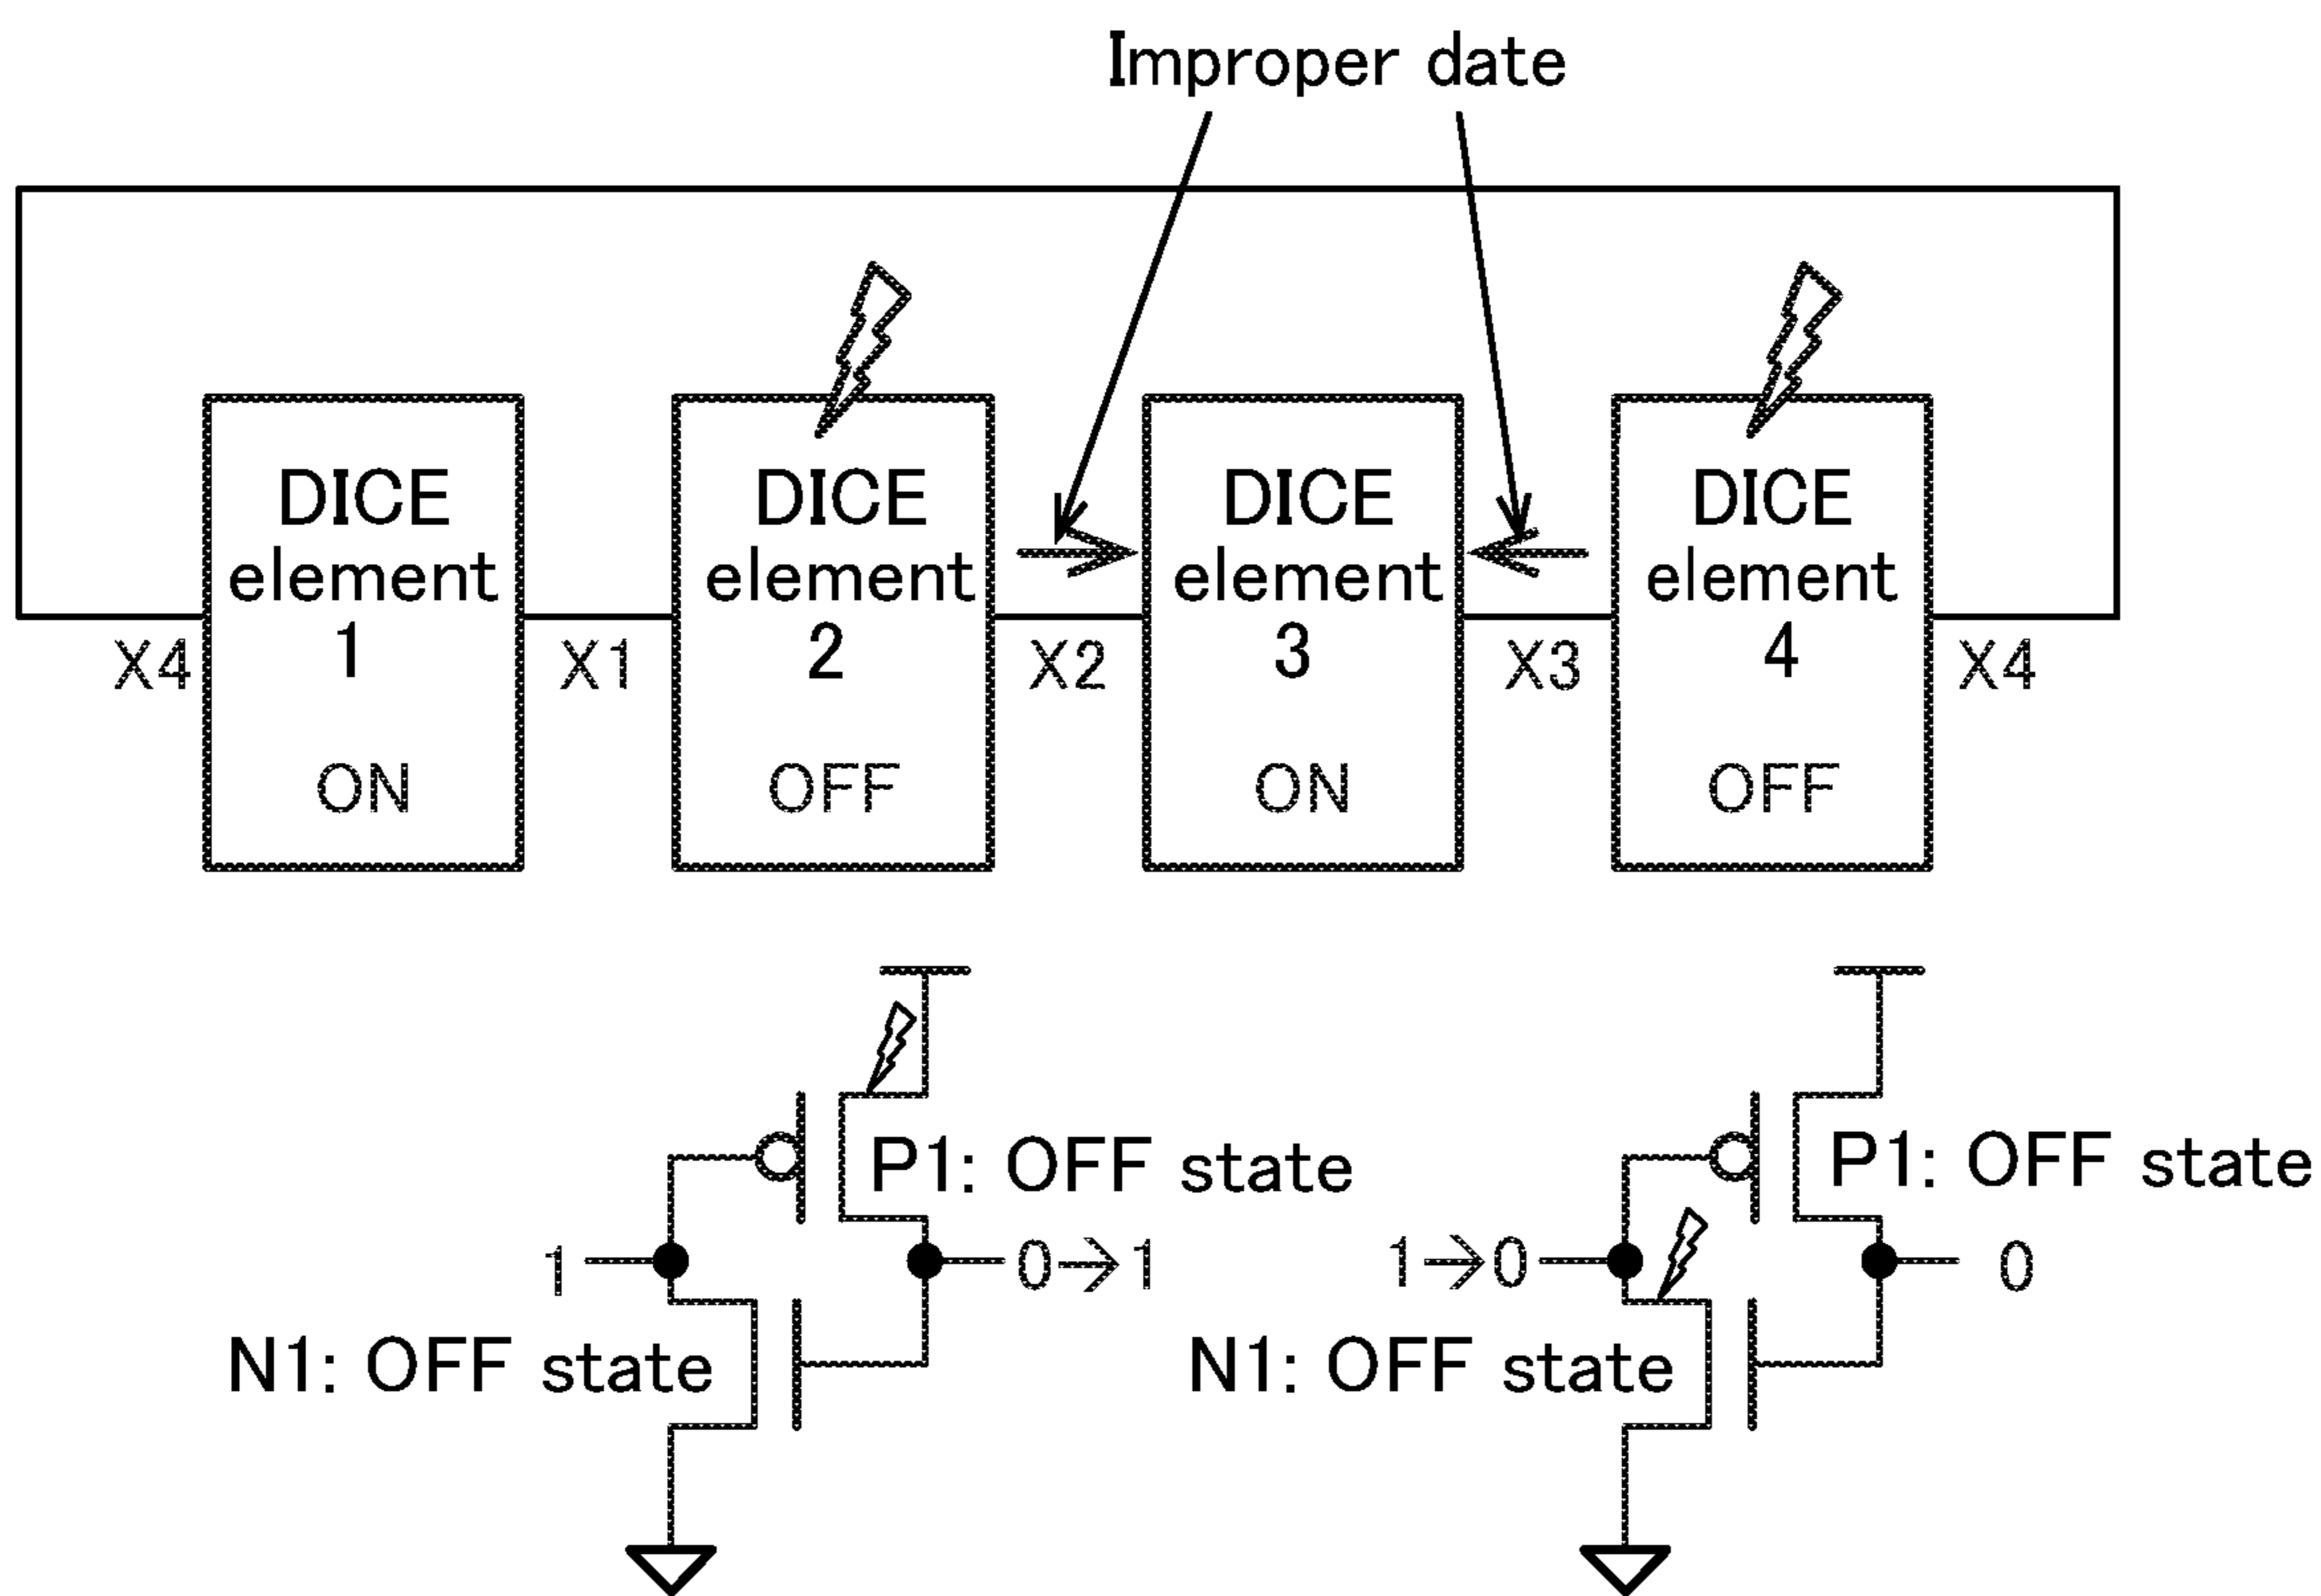 Improper date
DICE
element
1
ON
DICE
element
2
OFF
DICE
element
3
ON
DICE
element
4
OFF
X4
X1
X2
X3
X4
P1: OFF state
1
0→1
N1: OFF state
P1: OFF state
1→0
0
N1: OFF state